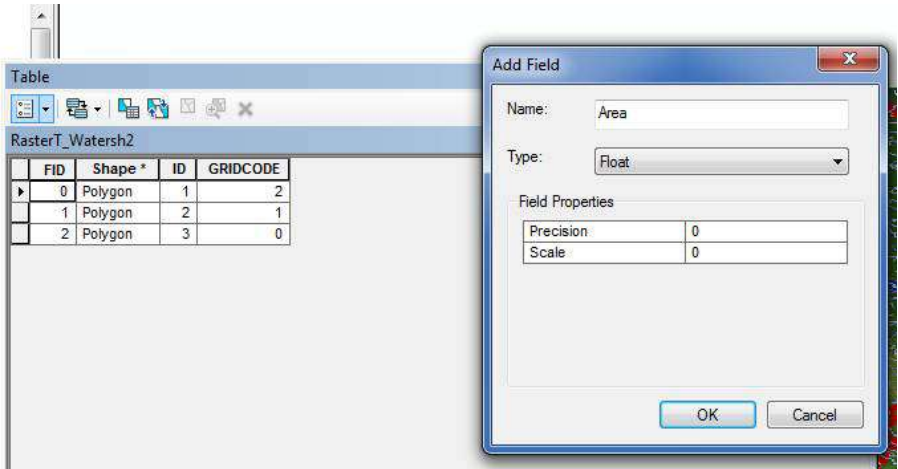 Table
RasterT_Watersh2
FID Shape * ID GRIDCODE
0 Polygon 1 2
1 Polygon 2 1
2 Polygon 3 0
Add Field
Name: Area
Type: Float
Field Properties
Precision 0
Scale 0
OK Cancel